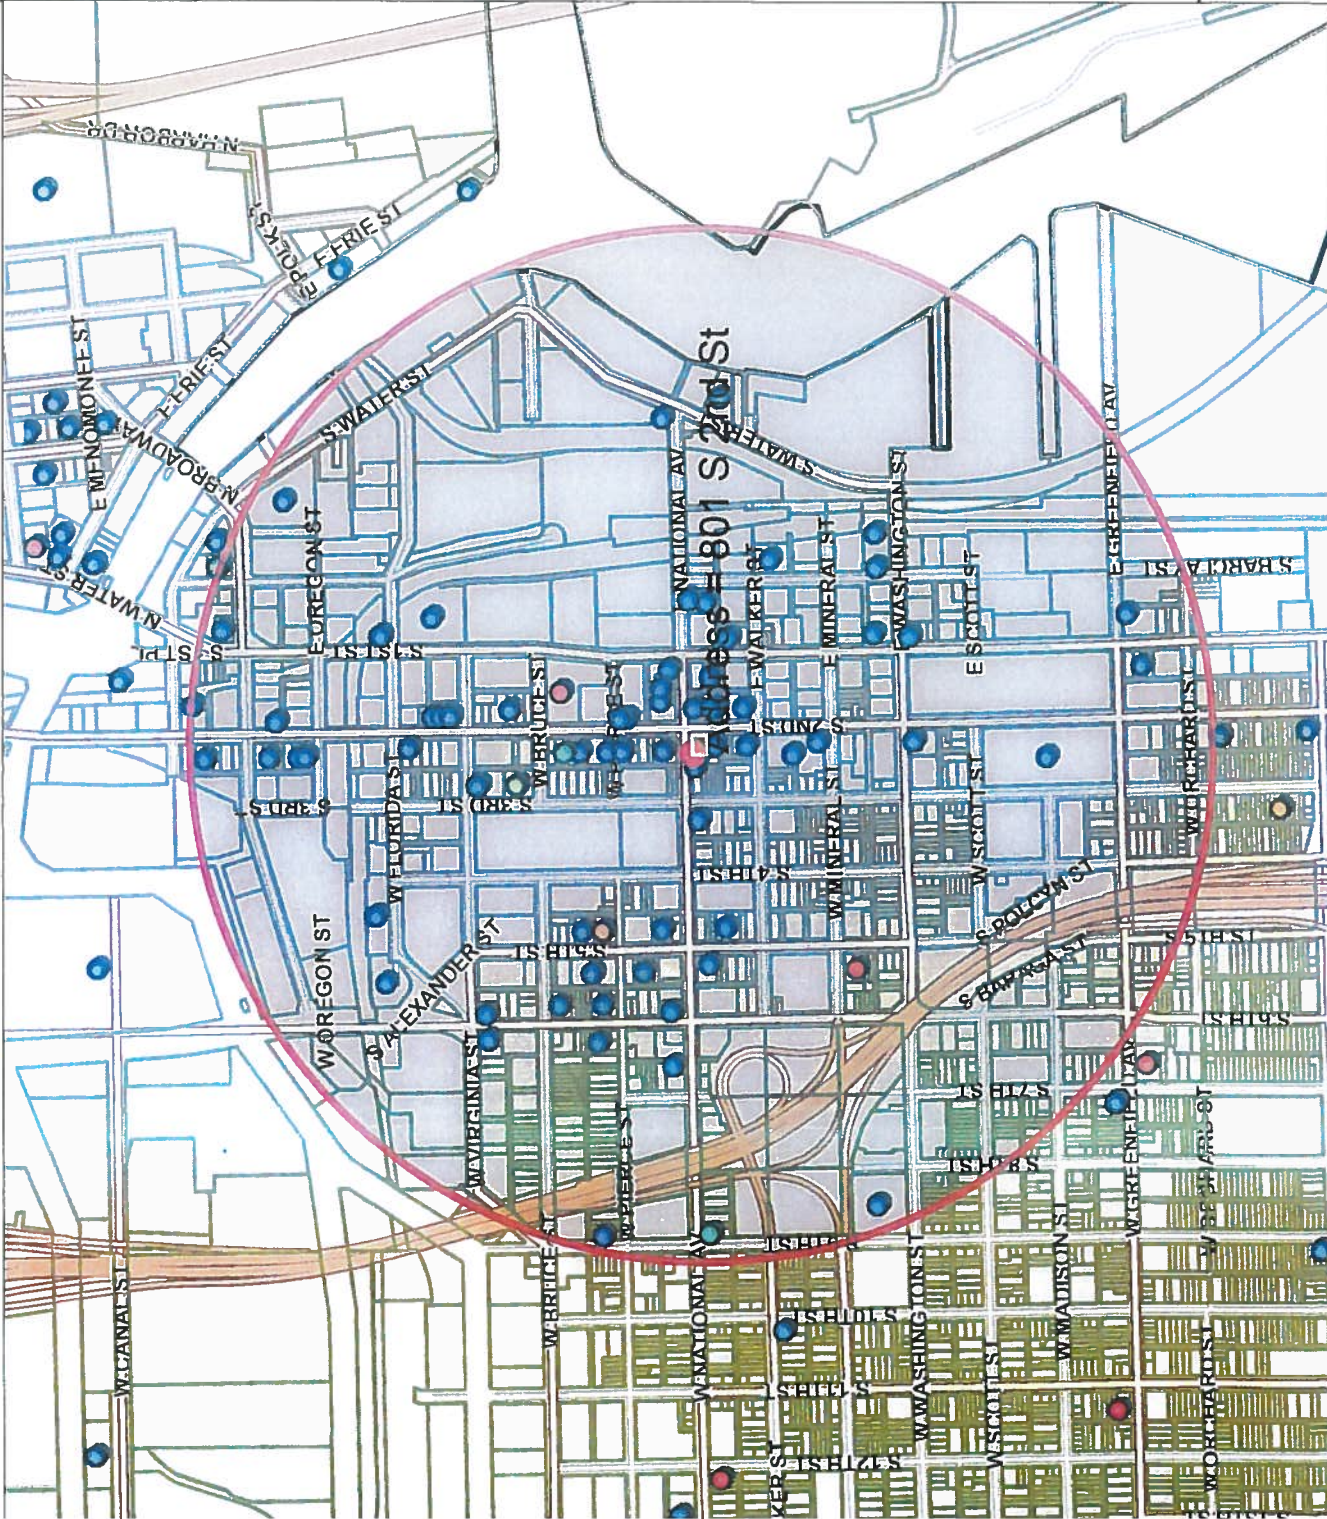 N HARBOR DR
E POLK ST
E ERIE ST
E MENOMONEE ST
E ERIE ST
N BROADWAY
S WATER ST
S WATER
S WATER
N WATER ST
E OREGON ST
E NATIONAL AV
Address = 801 S 2nd St
E WALKER ST
E MINERAL ST
E WASHINGTON ST
E SCOTT ST
E GREENFIELD AV
S BARCLAY ST
S 1ST PL
S 1ST ST
W BRUCE ST
S 2ND ST
W ORCHARD ST
S 3RD S
S 3RD ST
W FLORIDA ST
W MINERAL ST
W SCOTT ST
S 4TH ST
S POLCYN ST
S BARAGA ST
S 5TH ST
W OREGON ST
S ALEXANDER ST
S 6TH ST
W VIRGINIA ST
S 7TH ST
W PIERCE ST
S 8TH ST
W GREENFIELD AV
W ORCHARD ST
W CANAL ST
W BRUCE ST
W NATIONAL AV
W WASHINGTON ST
W MADISON ST
S 10TH ST
S 11TH ST
W SCOTT ST
S 12TH ST
KER ST
W ORCHARD ST